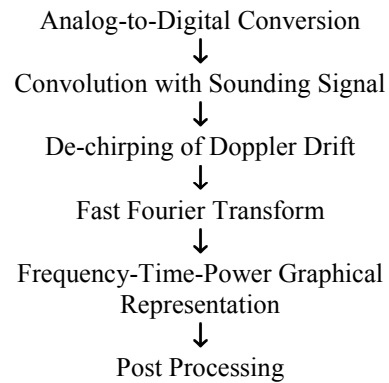 Analog-to-Digital Conversion
↓
Convolution with Sounding Signal
↓
De-chirping of Doppler Drift
↓
Fast Fourier Transform
↓
Frequency-Time-Power Graphical
Representation
↓
Post Processing